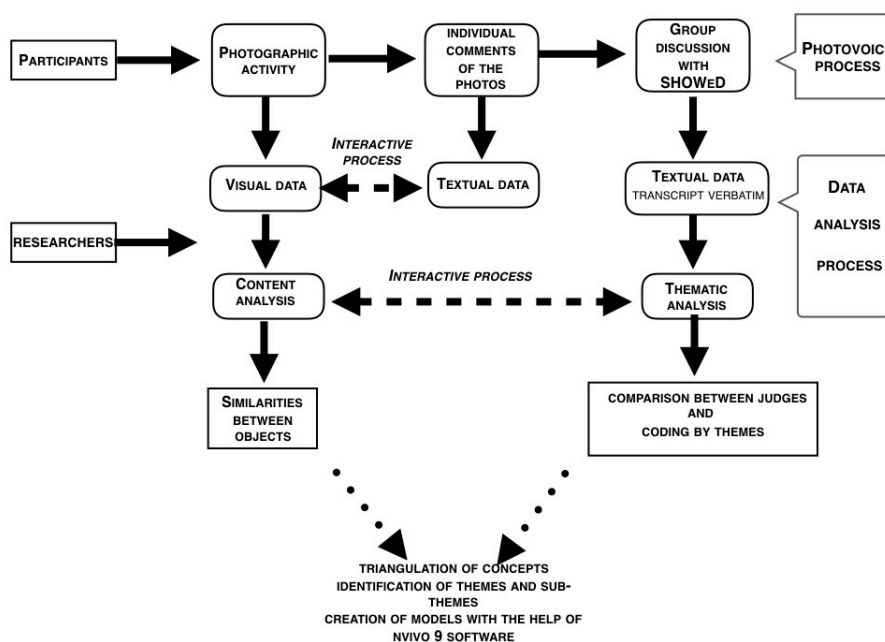 PARTICIPANTS
PHOTOGRAPHIC
ACTIVITY
INDIVIDUAL
COMMENTS
OF THE
PHOTOS
GROUP
DISCUSSION
WITH
SHOWED
PHOTOVOIC
PROCESS
INTERACTIVE
PROCESS
VISUAL DATA
TEXTUAL DATA
TEXTUAL DATA
TRANSCRIPT VERBATIM
DATA
ANALYSIS
PROCESS
RESEARCHERS
CONTENT
ANALYSIS
INTERACTIVE PROCESS
THEMATIC
ANALYSIS
SIMILARITIES
BETWEEN
OBJECTS
COMPARISON BETWEEN JUDGES
AND
CODING BY THEMES
TRIANGULATION OF CONCEPTS
IDENTIFICATION OF THEMES AND SUB-
THEMES
CREATION OF MODELS WITH THE HELP OF
NVIVO 9 SOFTWARE